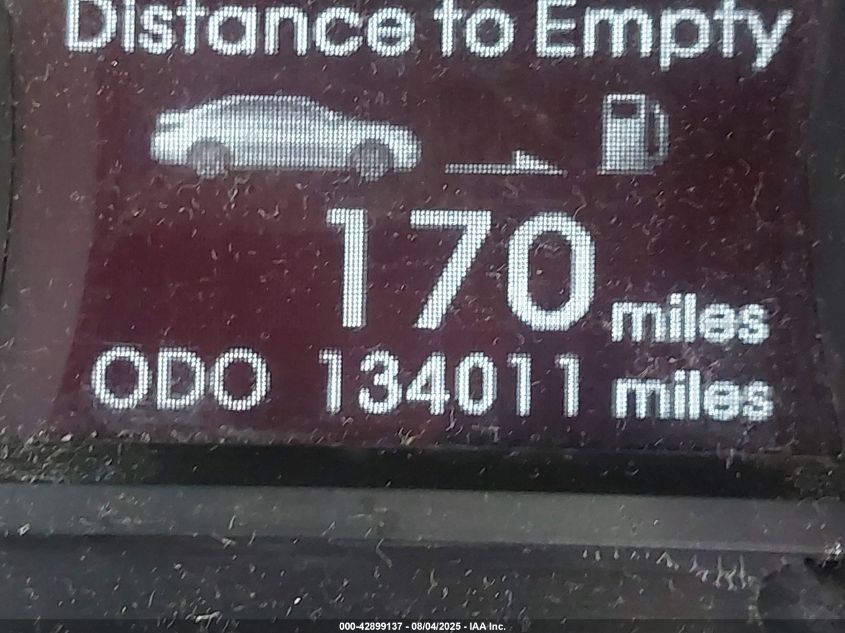 Distance to Empty
170 miles
ODO 134011 miles
000-42899137 - 08/04/2025 - IAA Inc.